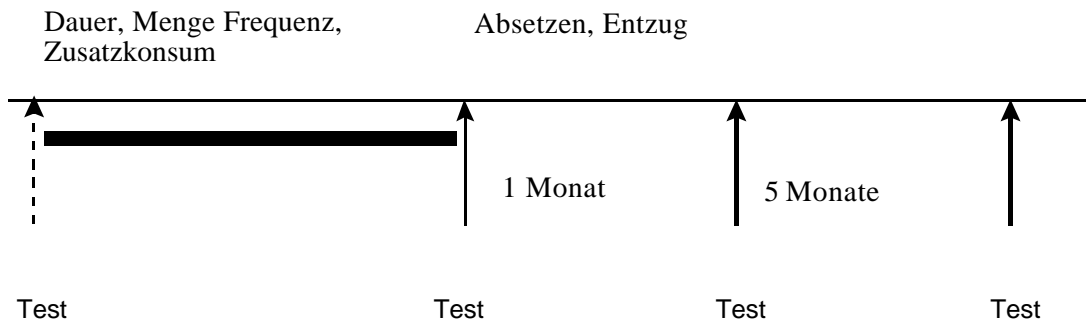 Dauer, Menge Frequenz,
Zusatzkonsum
Absetzen, Entzug
1 Monat
5 Monate
Test
Test
Test
Test